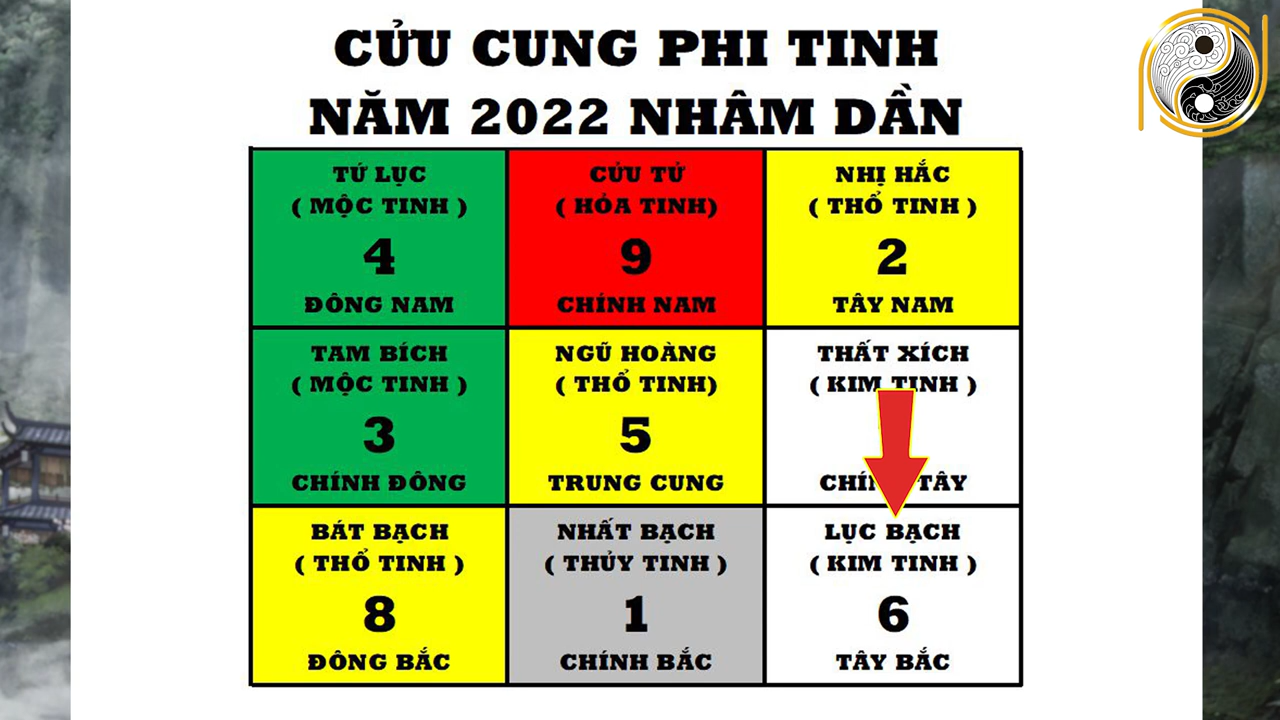 CỬU CUNG PHI TINH
NĂM 2022 NHÂM DẦN
TỨ LỤC
( MỘC TINH )
4
ĐÔNG NAM
CỬU TỬ
( HỎA TINH)
9
CHÍNH NAM
NHỊ HẮC
( THỔ TINH )
2
TÂY NAM
TAM BÍCH
( MỘC TINH )
3
CHÍNH ĐÔNG
NGŨ HOÀNG
( THỔ TINH)
5
TRUNG CUNG
THẤT XÍCH
( KIM TINH )
TÂY
BÁT BẠCH
( THỔ TINH )
8
ĐÔNG BẮC
NHẤT BẠCH
( THỦY TINH )
1
CHÍNH BẮC
LỤC BẠCH
( KIM TINH )
6
TÂY BẮC